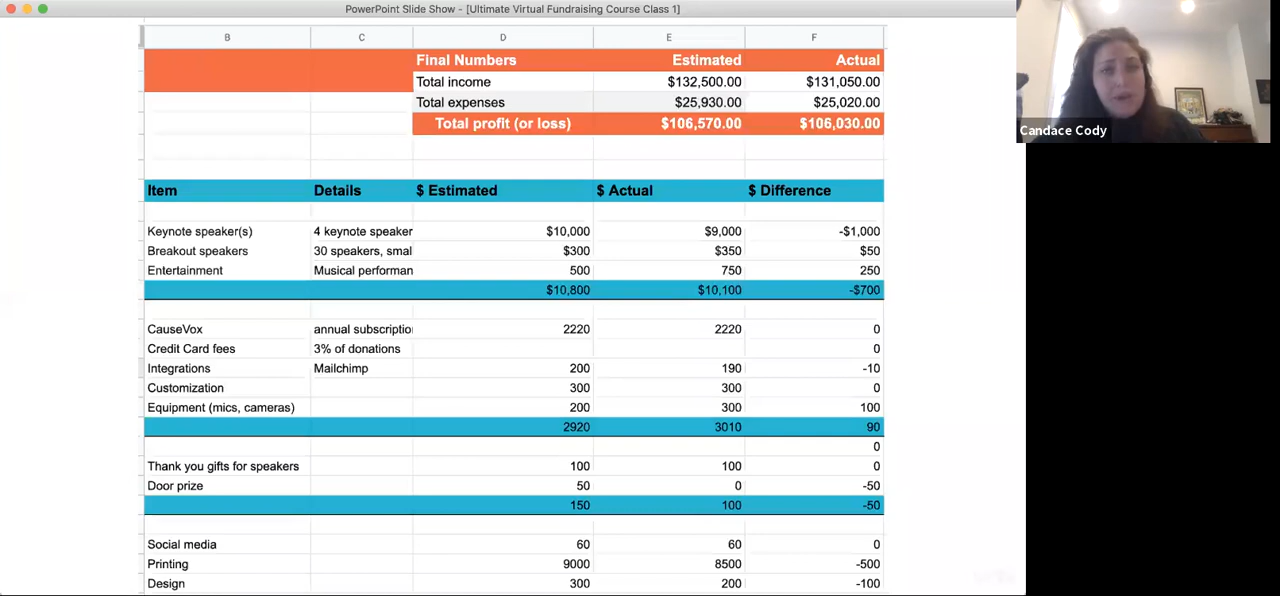 PowerPoint Slide Show - [Ultimate Virtual Fundraising Course Class 1]
B C D E F
Final Numbers Estimated Actual
Total income $132,500.00 $131,050.00
Total expenses $25,930.00 $25,020.00
Total profit (or loss) $106,570.00 $106,030.00
Candace Cody
Item Details $ Estimated $ Actual $ Difference
Keynote speaker(s) 4 keynote speaker $10,000 $9,000 -$1,000
Breakout speakers 30 speakers, smal $300 $350 $50
Entertainment Musical performan 500 750 250
$10,800 $10,100 -$700
CauseVox annual subscriptio 2220 2220 0
Credit Card fees 3% of donations 0
Integrations Mailchimp 200 190 -10
Customization 300 300 0
Equipment (mics, cameras) 200 300 100
2920 3010 90
0
Thank you gifts for speakers 100 100 0
Door prize 50 0 -50
150 100 -50
Social media 60 60 0
Printing 9000 8500 -500
Design 300 200 -100